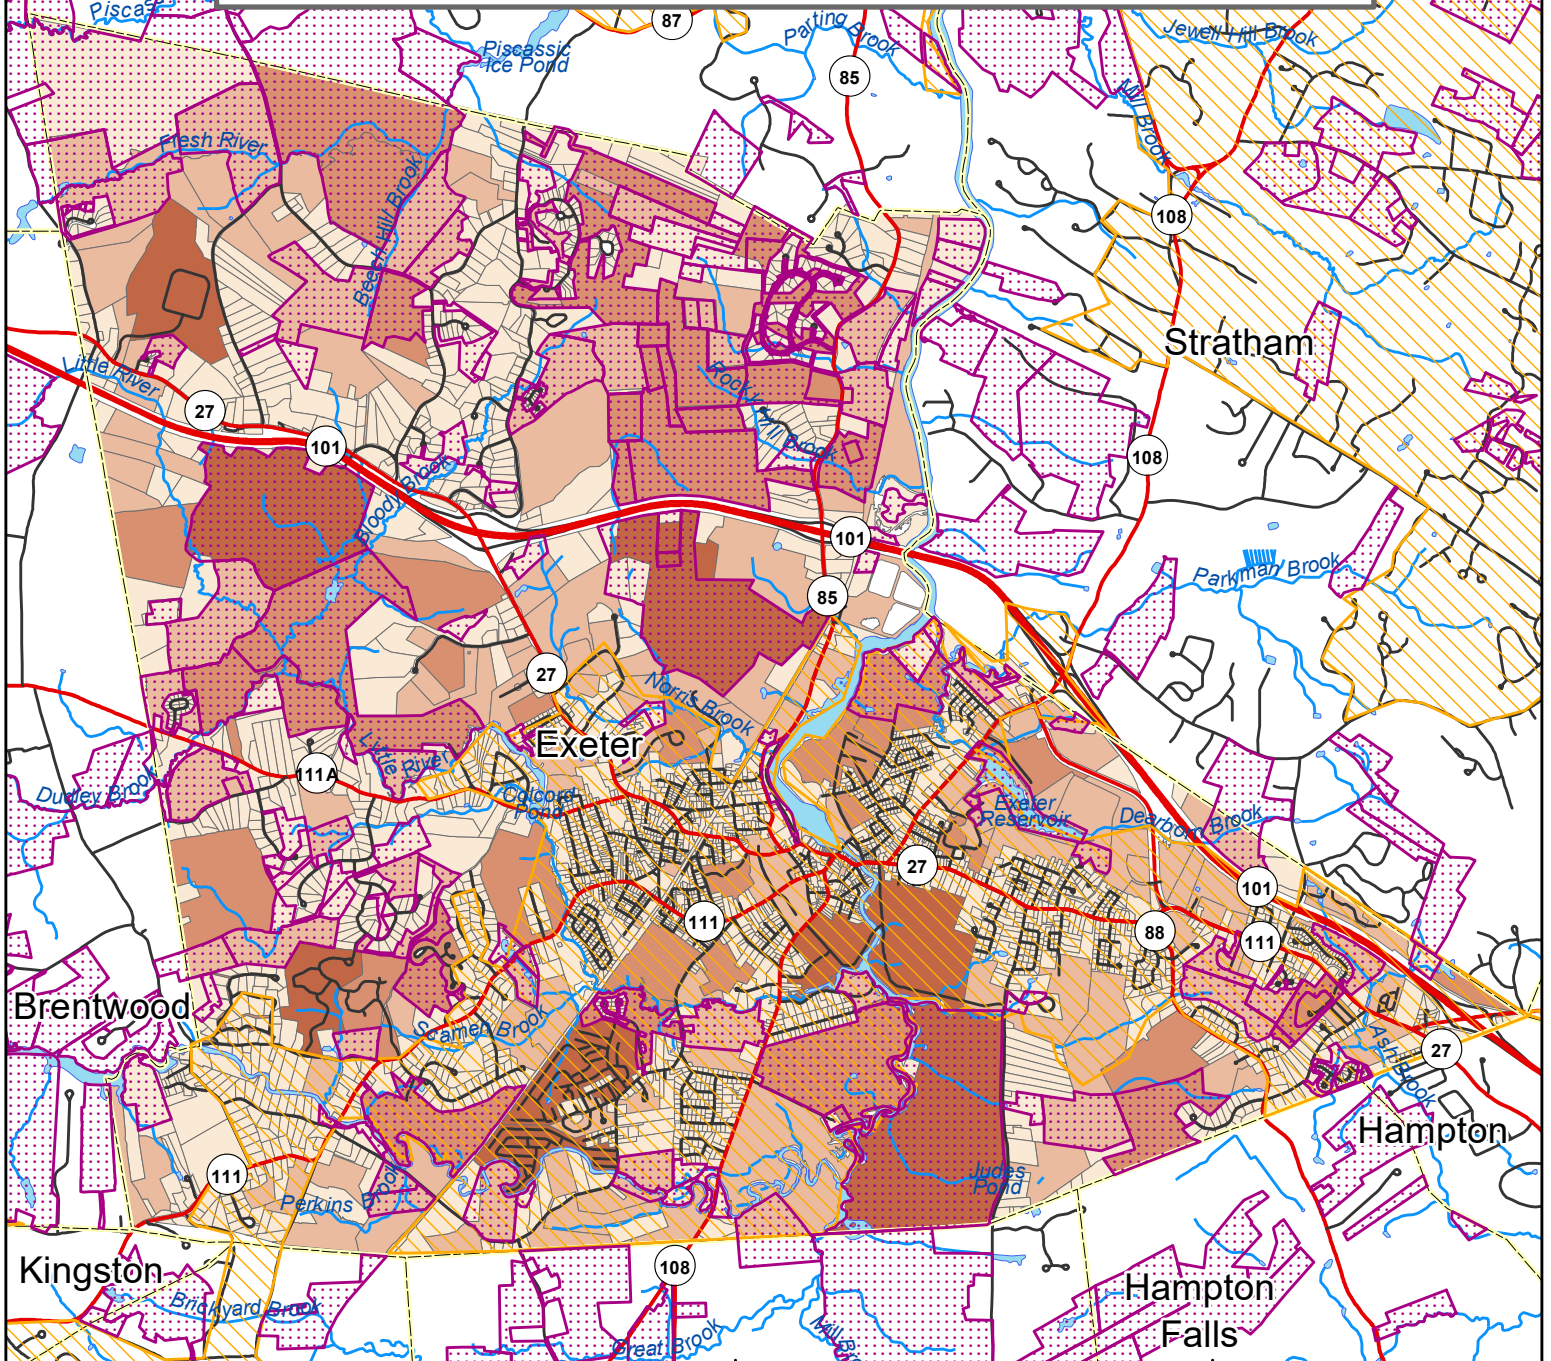 Piscas
87
Parting
Brook
Jewell Hill Brook
Piscassic
Ice Pond
85
Mill Brook
Fresh River
Beech Hill Brook
108
Stratham
Little River
27
Rocky Hill Brook
101
108
Bloody Brook
101
Parkman Brook
85
27
Norris Brook
Exeter
Little River
111A
Dudley Brook
Colcord
Pond
Exeter
Reservoir
Dearborn Brook
27
101
111
88
111
Brentwood
Scamen Brook
27
Ash Brook
Hampton
111
Judes
Pond
Perkins Brook
Kingston
108
Hampton
Falls
Brickyard Brook
Great Brook
Mill Bro